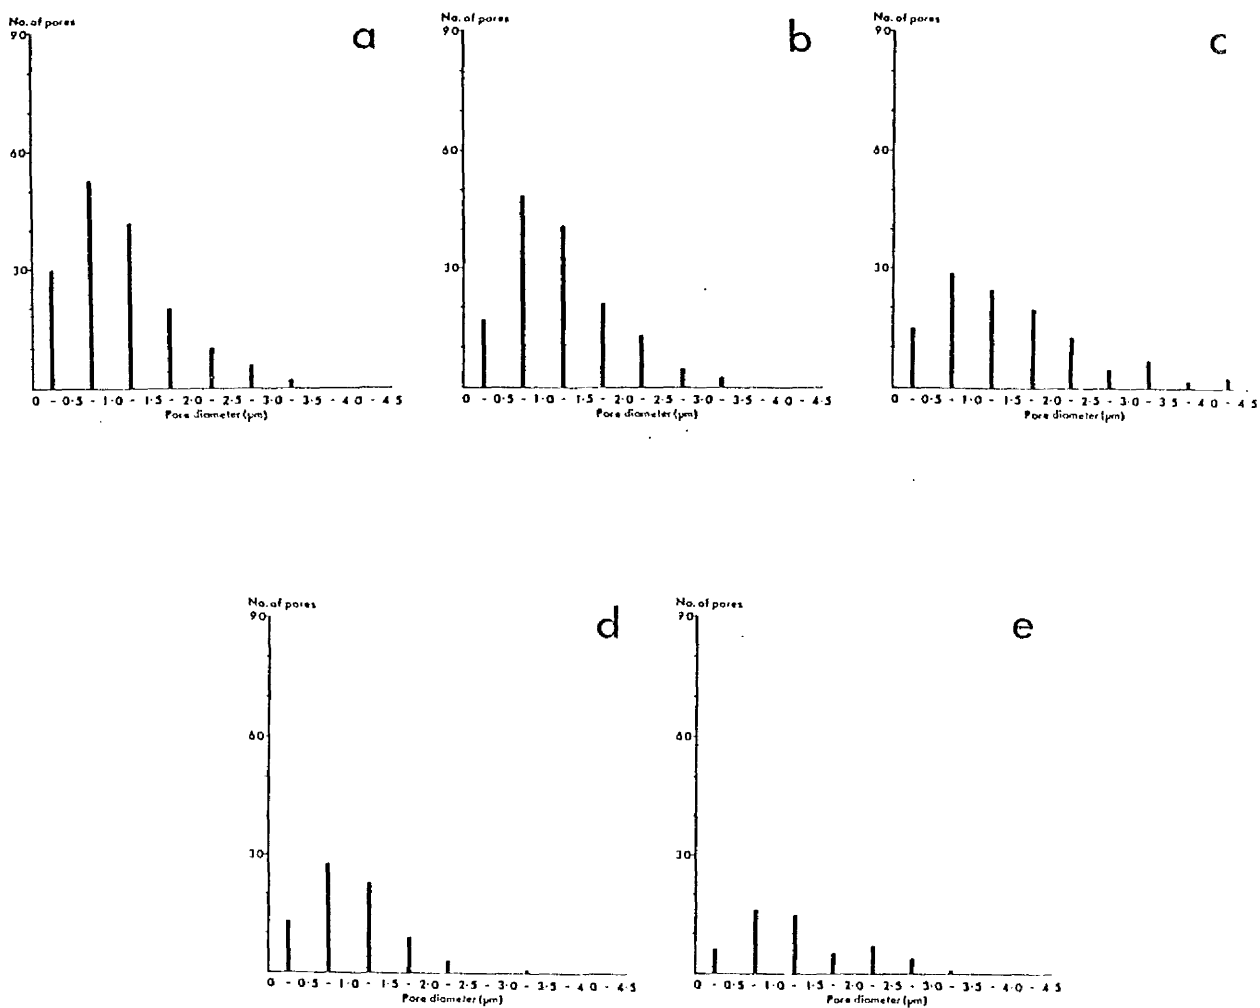 No. of pores
a
90
60
30
0 - 0·5 - 1·0 - 1·5 - 2·0 - 2·5 - 3·0 - 3·5 - 4·0 - 4·5
Pore diameter (μm)
No. of pores
b
90
60
30
0 - 0·5 - 1·0 - 1·5 - 2·0 - 2·5 - 3·0 - 3·5 - 4·0 - 4·5
Pore diameter (μm)
No. of pores
c
90
60
30
0 - 0·5 - 1·0 - 1·5 - 2·0 - 2·5 - 3·0 - 3·5 - 4·0 - 4·5
Pore diameter (μm)
No. of pores
d
90
60
30
0 - 0·5 - 1·0 - 1·5 - 2·0 - 2·5 - 3·0 - 3·5 - 4·0 - 4·5
Pore diameter (μm)
No. of pores
e
90
60
30
0 - 0·5 - 1·0 - 1·5 - 2·0 - 2·5 - 3·0 - 3·5 - 4·0 - 4·5
Pore diameter (μm)